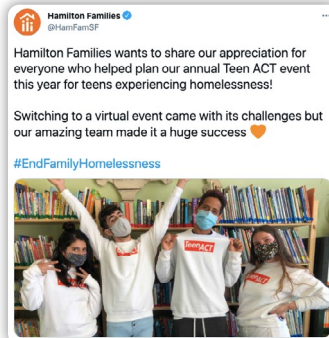 Hamilton Families
@HamFamSF
Hamilton Families wants to share our appreciation for
everyone who helped plan our annual Teen ACT event
this year for teens experiencing homelessness!
Switching to a virtual event came with its challenges but
our amazing team made it a huge success 🧡
#EndFamilyHomelessness
TeenACT